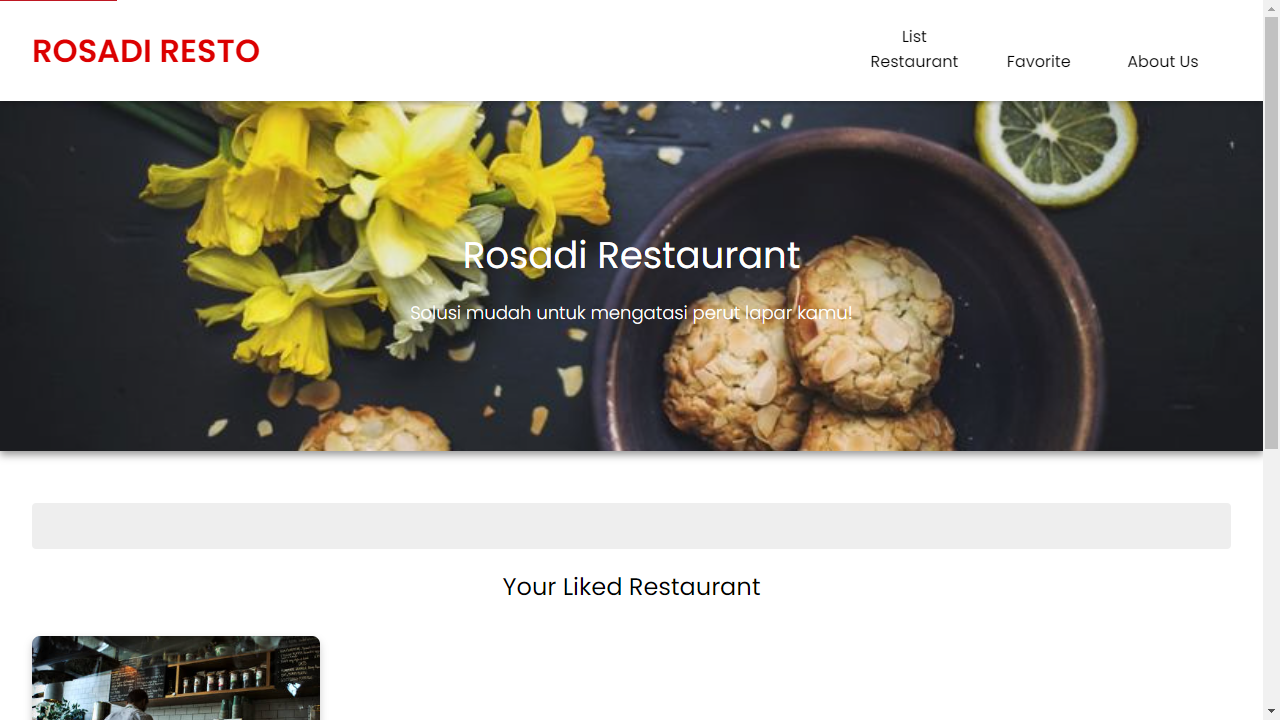 ROSADI RESTO
List
Restaurant
Favorite
About Us
Rosadi Restaurant
Solusi mudah untuk mengatasi perut lapar kamu!
Your Liked Restaurant